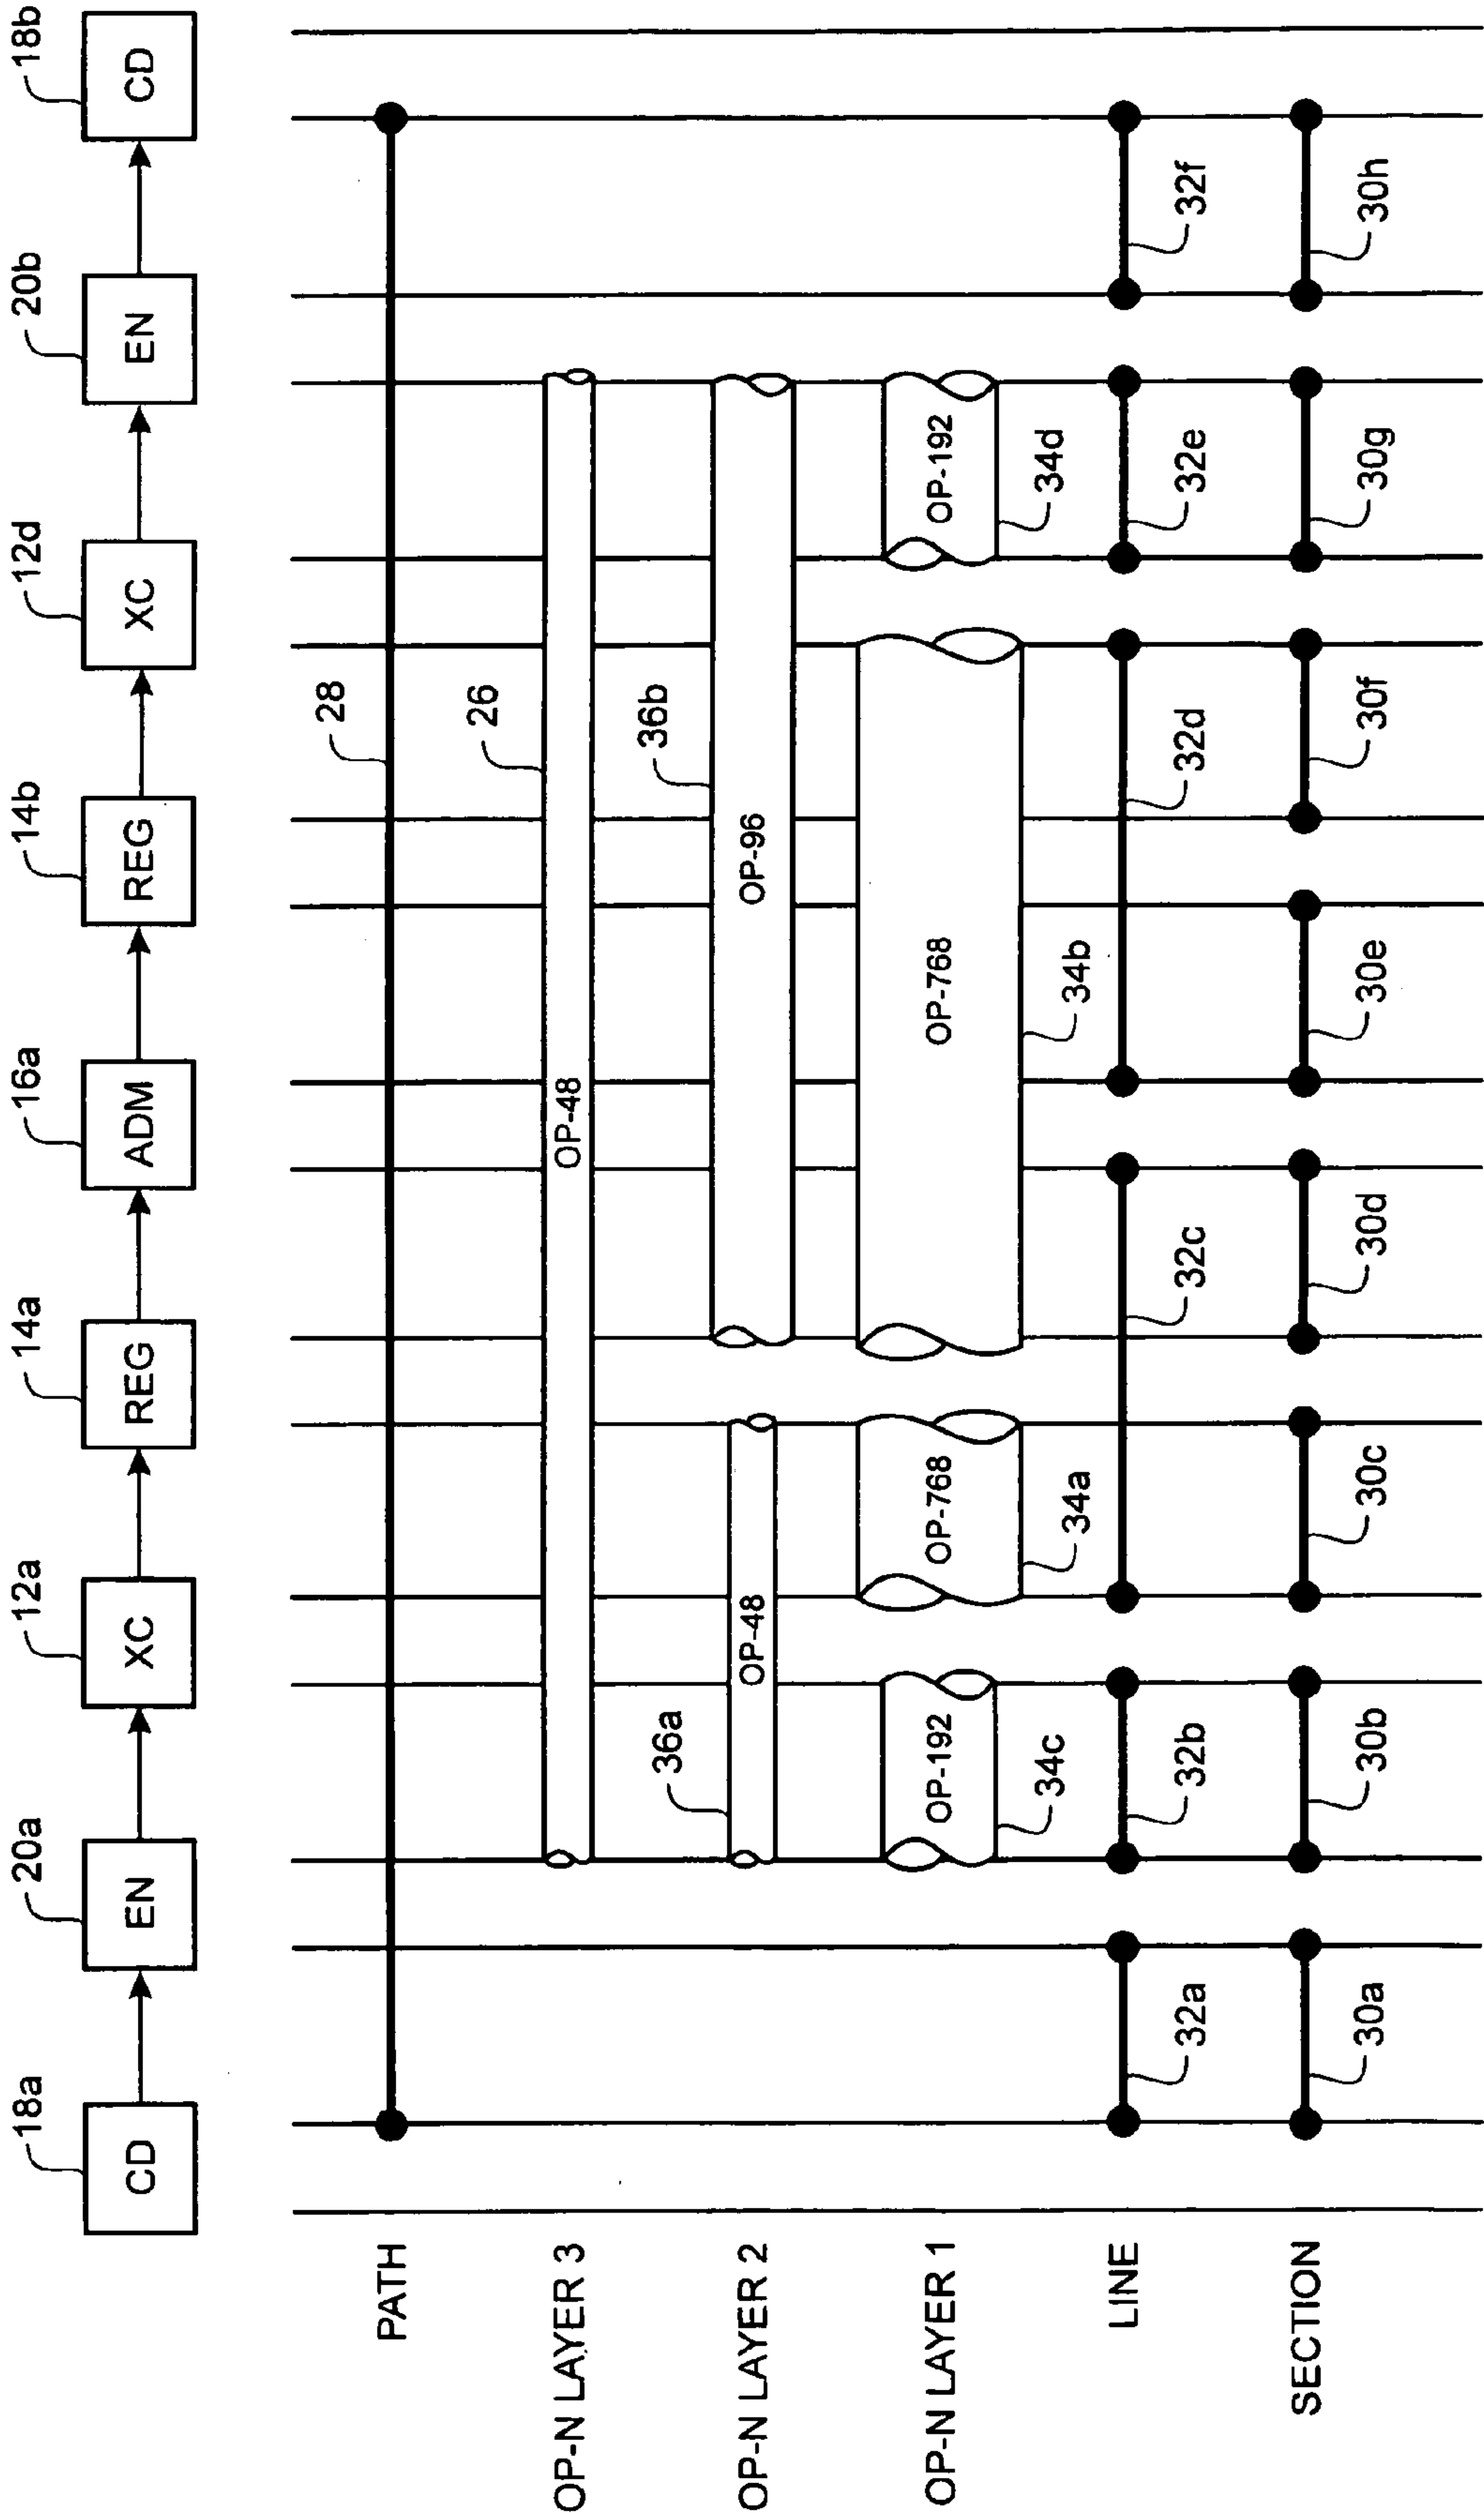 18a 20a 12a 14a 16a 14b 12d 20b 18b
CD EN XC REG ADM REG XC EN CD
PATH
28
OP-N LAYER 3
OP-48
26
OP-N LAYER 2
36a
OP-48
OP-96
36b
OP-N LAYER 1
OP-192
OP-768
OP-768
OP-192
34c 34a 34b 34d
LINE
32a 32b 32c 32d 32e 32f
SECTION
30a 30b 30c 30d 30e 30f 30g 30h